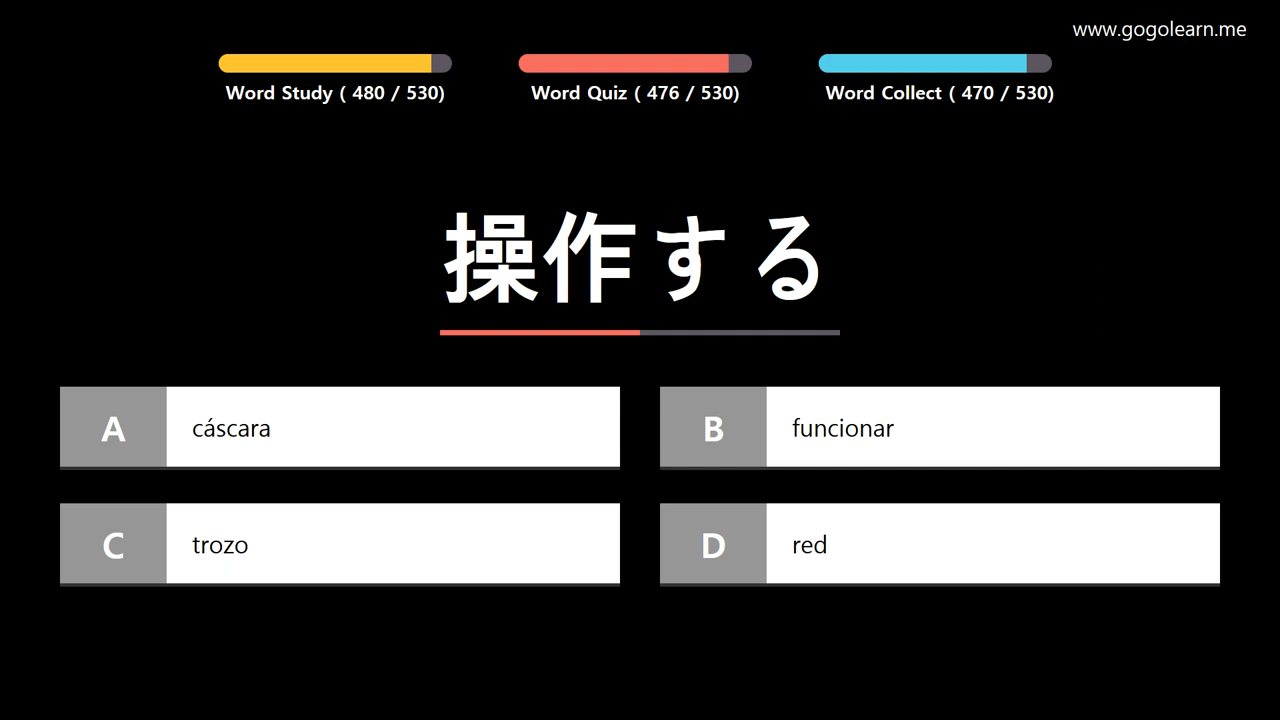 www.gogolearn.me
Word Study ( 480 / 530)
Word Quiz ( 476 / 530)
Word Collect ( 470 / 530)
操作する
A cáscara
B funcionar
C trozo
D red